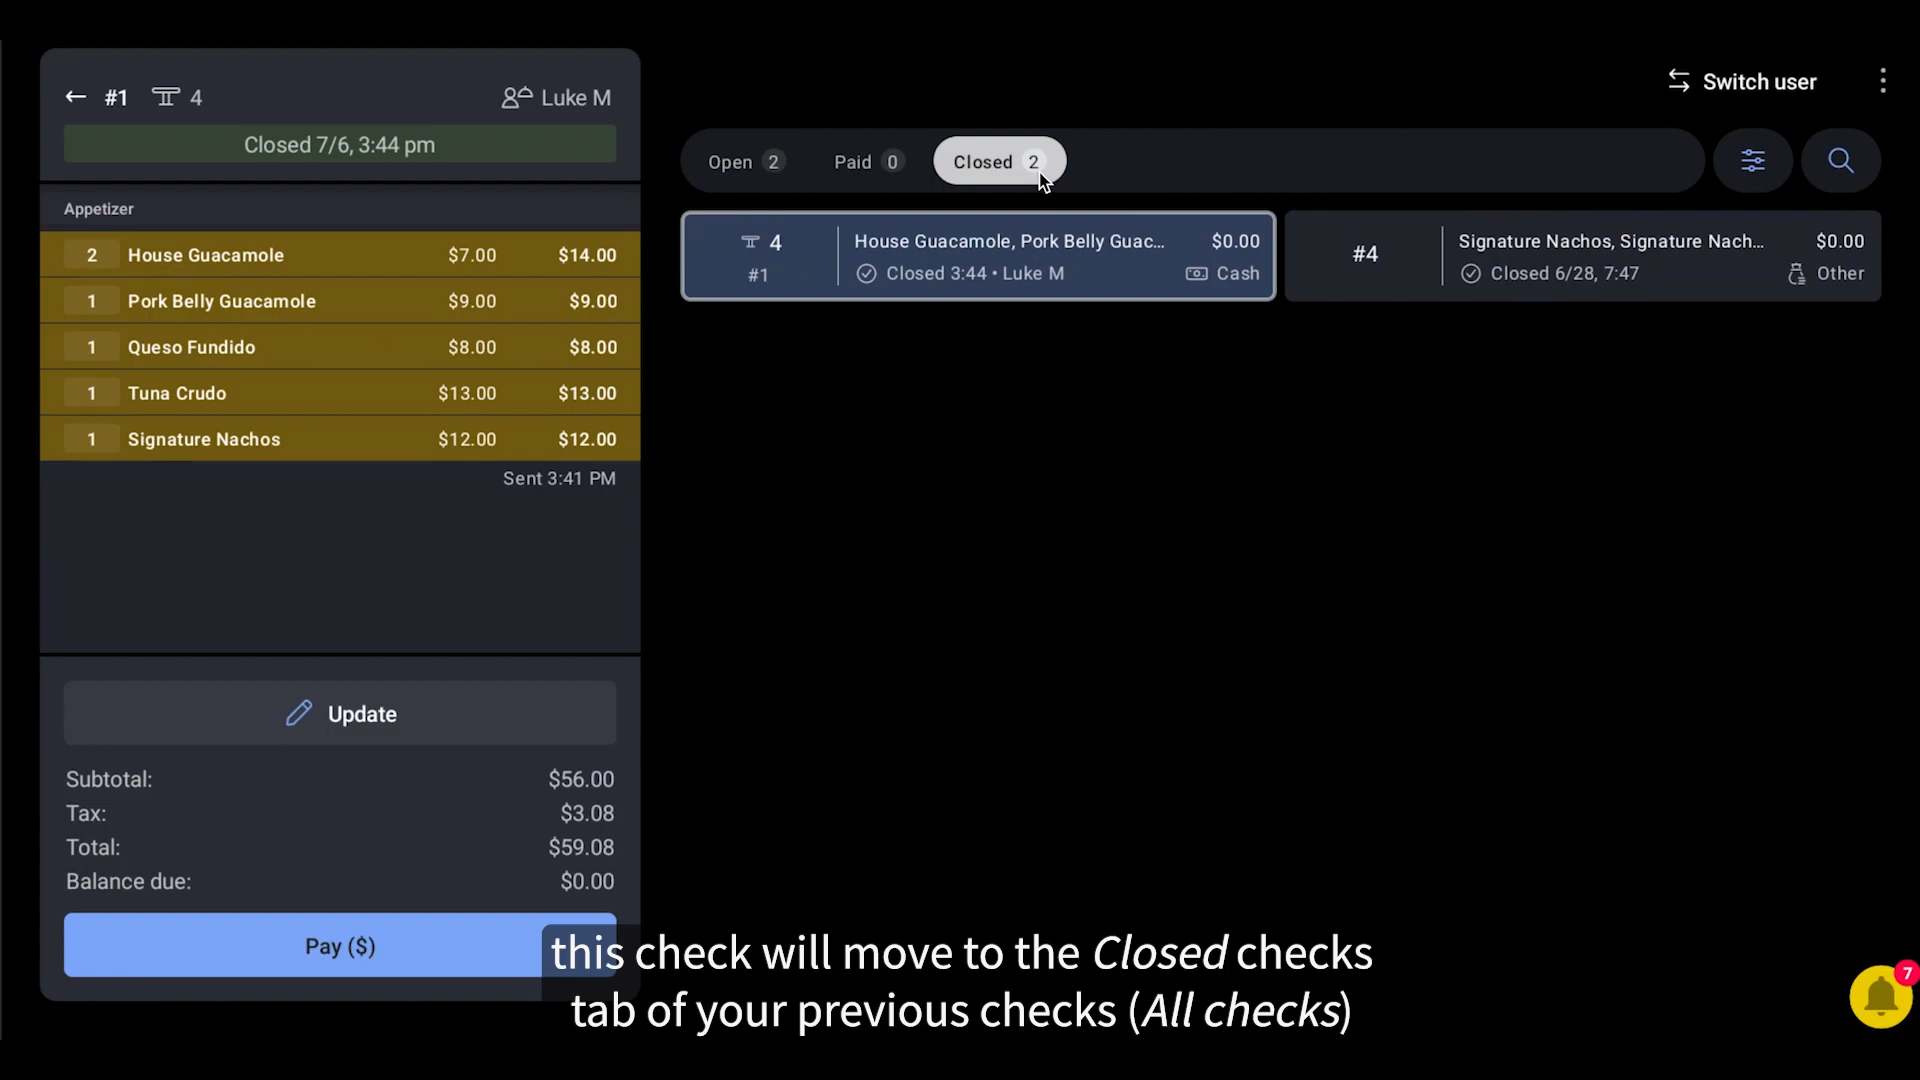 #1 4 Luke M
Closed 7/6, 3:44 pm
Appetizer
2 House Guacamole $7.00 $14.00
1 Pork Belly Guacamole $9.00 $9.00
1 Queso Fundido $8.00 $8.00
1 Tuna Crudo $13.00 $13.00
1 Signature Nachos $12.00 $12.00
Sent 3:41 PM
Update
Subtotal: $56.00
Tax: $3.08
Total: $59.08
Balance due: $0.00
Pay ($)
Switch user
Open 2 Paid 0 Closed 2
4 House Guacamole, Pork Belly Guac... $0.00
#1 Closed 3:44 • Luke M Cash
#4 Signature Nachos, Signature Nach... $0.00
Closed 6/28, 7:47 Other
this check will move to the Closed checks
tab of your previous checks (All checks)
7